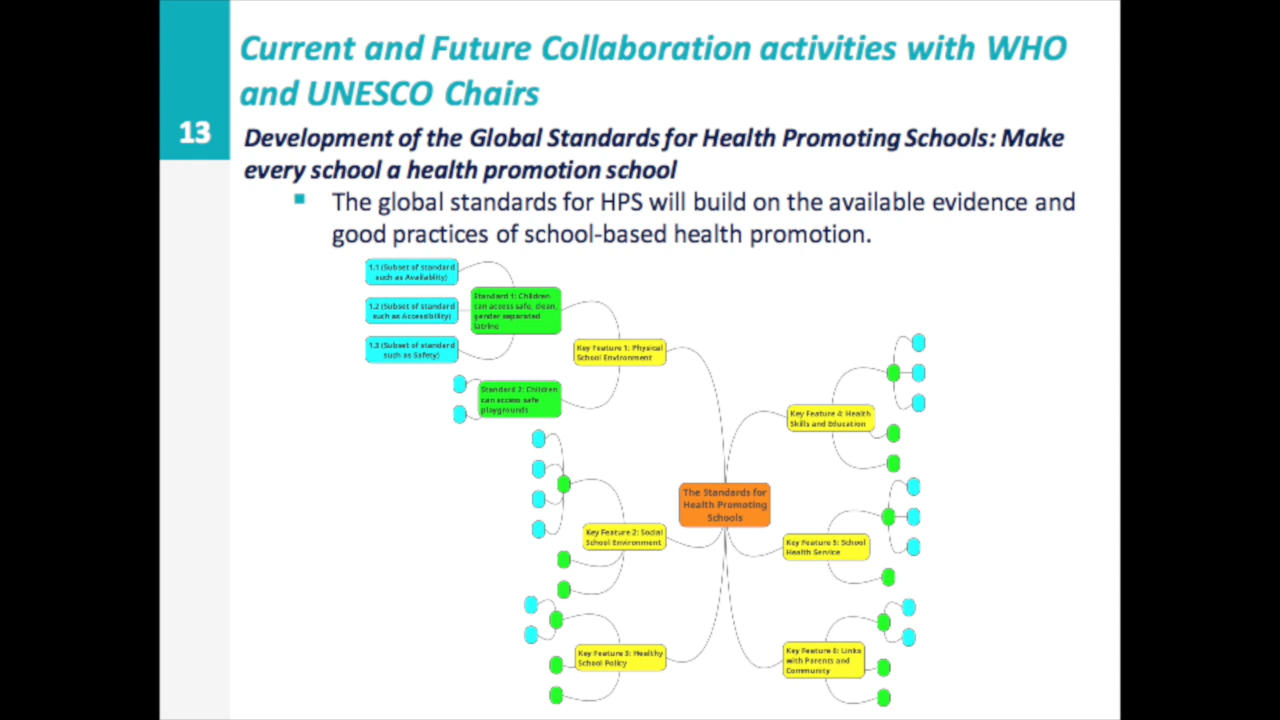 Current and Future Collaboration activities with WHO
and UNESCO Chairs
13
Development of the Global Standards for Health Promoting Schools: Make
every school a health promotion school
The global standards for HPS will build on the available evidence and
good practices of school-based health promotion.
1.1 (Subset of standard
such as Availablity)
1.2 (Subset of standard
such as Accessibility)
1.3 (Subset of standard
such as Safety)
Standard 1: Children
can access safe, clean,
gender separated
latrine
Standard 2: Children
can access safe
playgrounds
Key Feature 1: Physical
School Environment
Key Feature 2: Social
School Environment
Key Feature 3: Healthy
School Policy
The Standards for
Health Promoting
Schools
Key Feature 4: Health
Skills and Education
Key Feature 5: School
Health Service
Key Feature 6: Links
with Parents and
Community